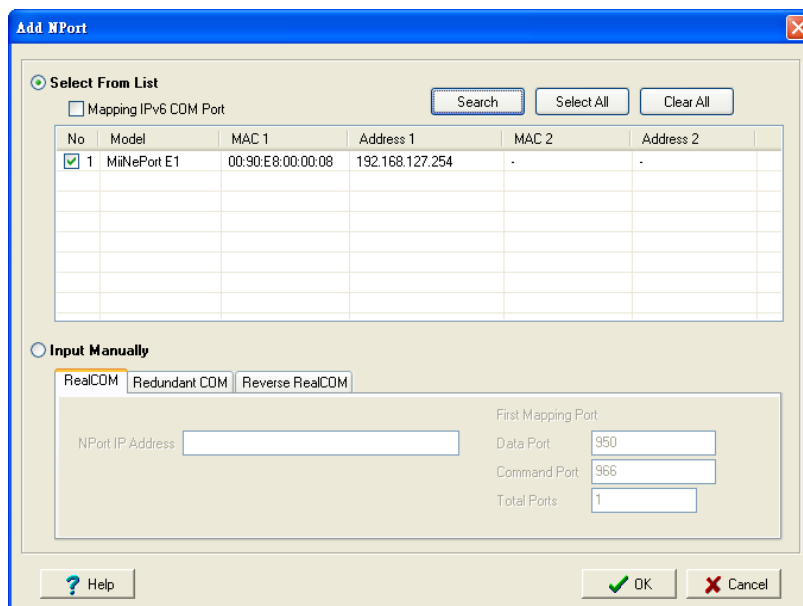 Add NPort
Select From List
Mapping IPv6 COM Port
Search
Select All
Clear All
No Model MAC 1 Address 1 MAC 2 Address 2
1 MiiNePort E1 00:90:E8:00:00:08 192.168.127.254 - -
Input Manually
RealCOM Redundant COM Reverse RealCOM
First Mapping Port
NPort IP Address
Data Port 950
Command Port 966
Total Ports 1
? Help
OK
Cancel